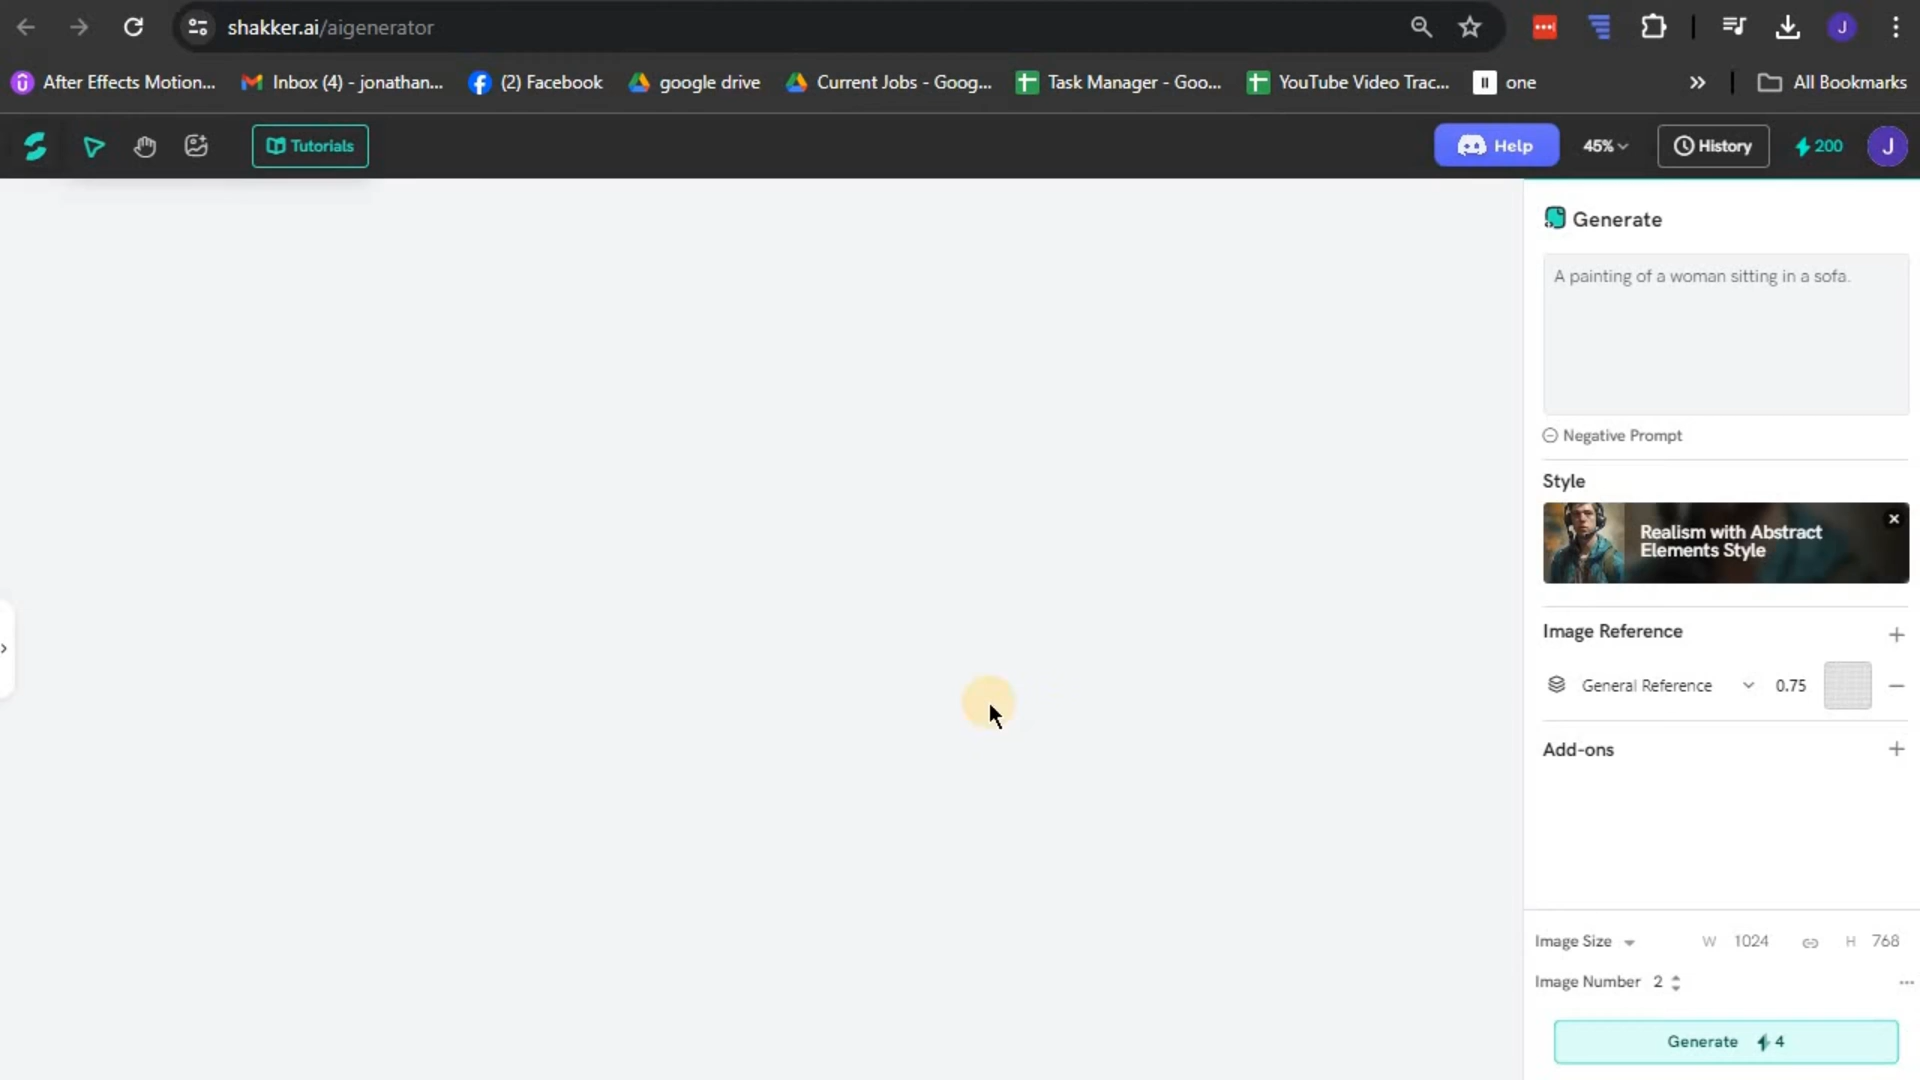 shakker.ai/aigenerator
After Effects Motion...
Inbox (4) - jonathan...
(2) Facebook
google drive
Current Jobs - Goog...
Task Manager - Goo...
YouTube Video Trac...
one
»
All Bookmarks
J
Tutorials
Help
45%
History
200
J
Generate
A painting of a woman sitting in a sofa.
Negative Prompt
Style
Realism with Abstract
Elements Style
Image Reference
General Reference
0.75
Add-ons
Image Size
W 1024
H 768
Image Number 2
Generate 4